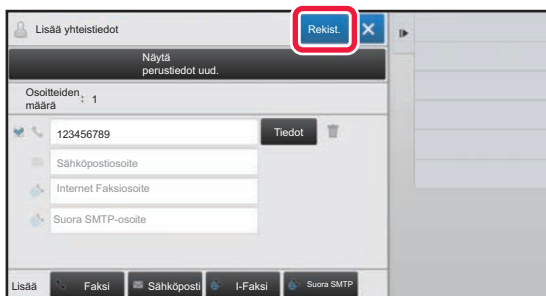 Lisää yhteistiedot
Rekist.
Näytä
perustiedot uud.
Osoitteiden
määrä : 1
123456789
Tiedot
Sähköpostiosoite
Internet Faksiosoite
Suora SMTP-osoite
Lisää
Faksi
Sähköposti
I-Faksi
Suora SMTP